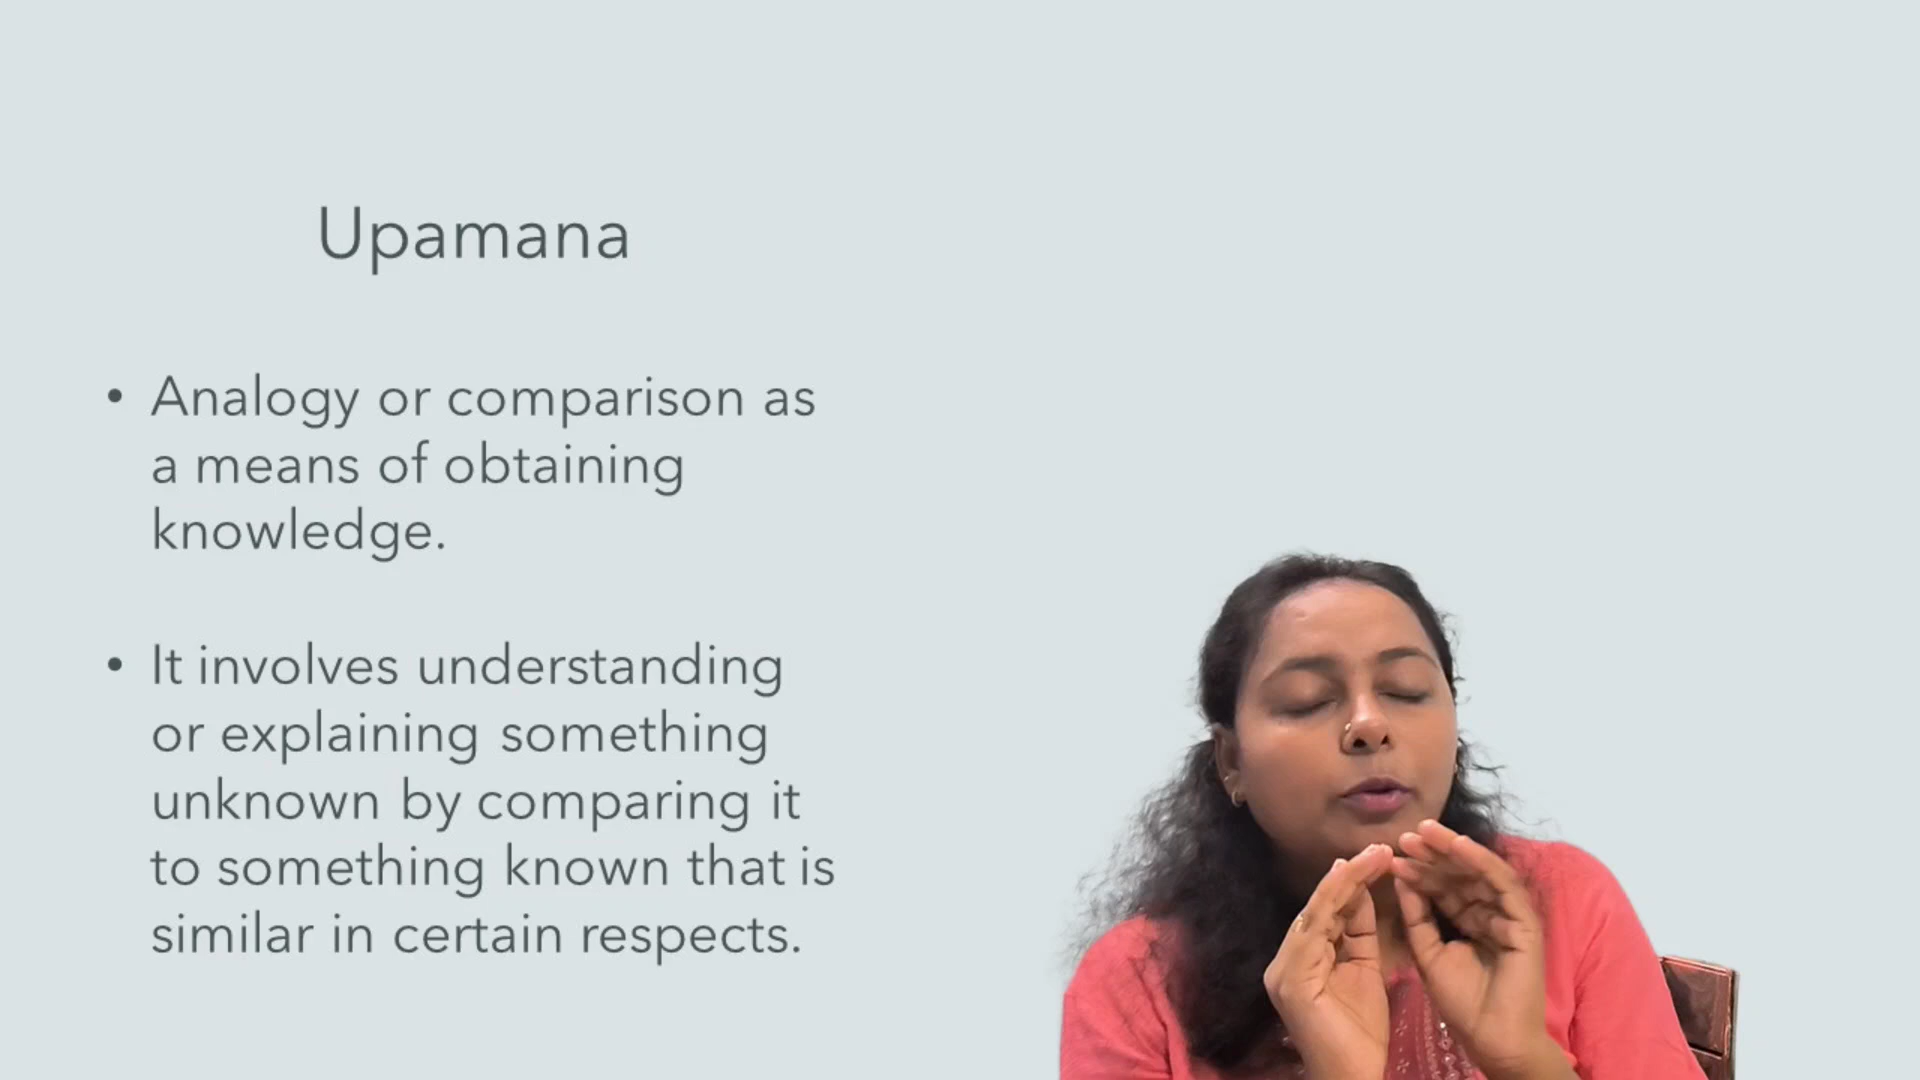 Upamana
• Analogy or comparison as
a means of obtaining
knowledge.
• It involves understanding
or explaining something
unknown by comparing it
to something known that is
similar in certain respects.